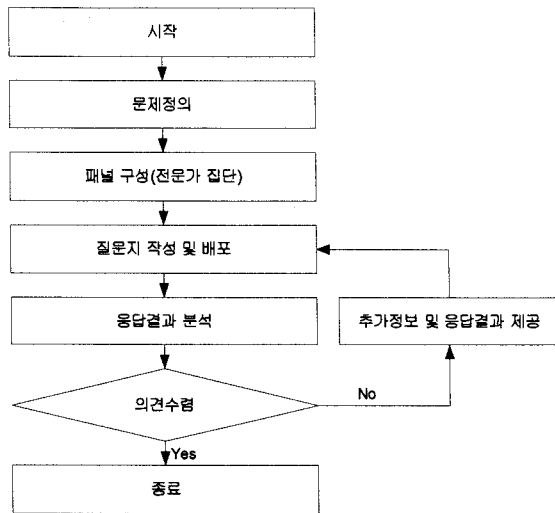 시작
문제정의
패널 구성(전문가 집단)
질문지 작성 및 배포
응답결과 분석
추가정보 및 응답결과 제공
의견수렴
No
Yes
종료